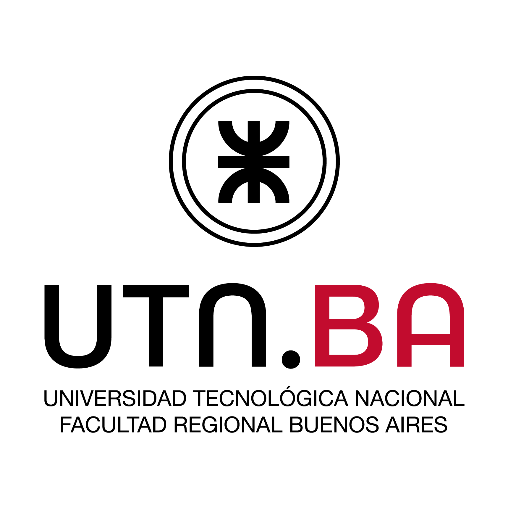 UTN.BA
UNIVERSIDAD TECNOLÓGICA NACIONAL
FACULTAD REGIONAL BUENOS AIRES